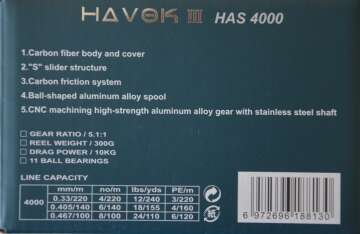 HAVOK III HAS 4000
1.Carbon fiber body and cover
2."S" slider structure
3.Carbon friction system
4.Ball-shaped aluminum alloy spool
5.CNC machining high-strength aluminum alloy gear with stainless steel shaft
GEAR RATIO / 5.1:1
REEL WEIGHT / 300G
DRAG POWER / 10KG
11 BALL BEARINGS
LINE CAPACITY
mm/m no/m lbs/yds PE/m
0.33/220 4/220 12/240 3/220
4000 0.405/140 6/140 18/155 4/160
0.467/100 8/100 24/110 6/120
6 972696 188130